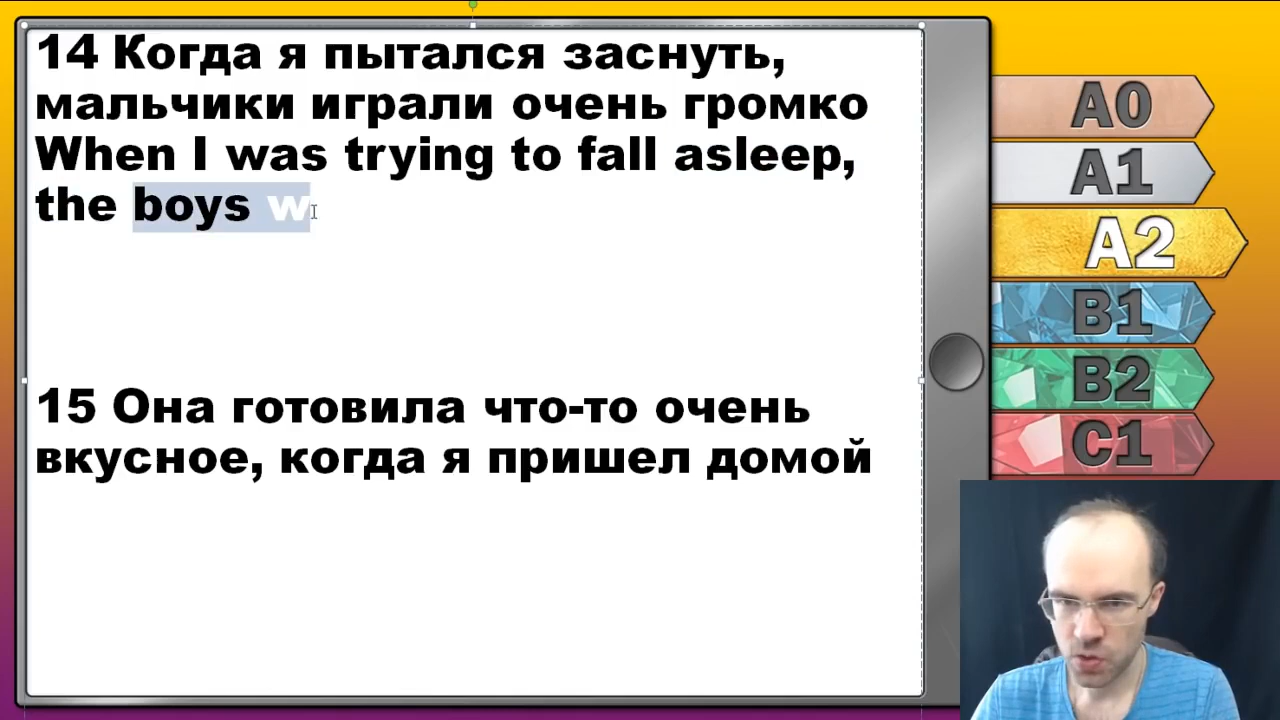 14 Когда я пытался заснуть,
мальчики играли очень громко
When I was trying to fall asleep,
the boys w
15 Она готовила что-то очень
вкусное, когда я пришел домой
A0
A1
A2
B1
B2
C1